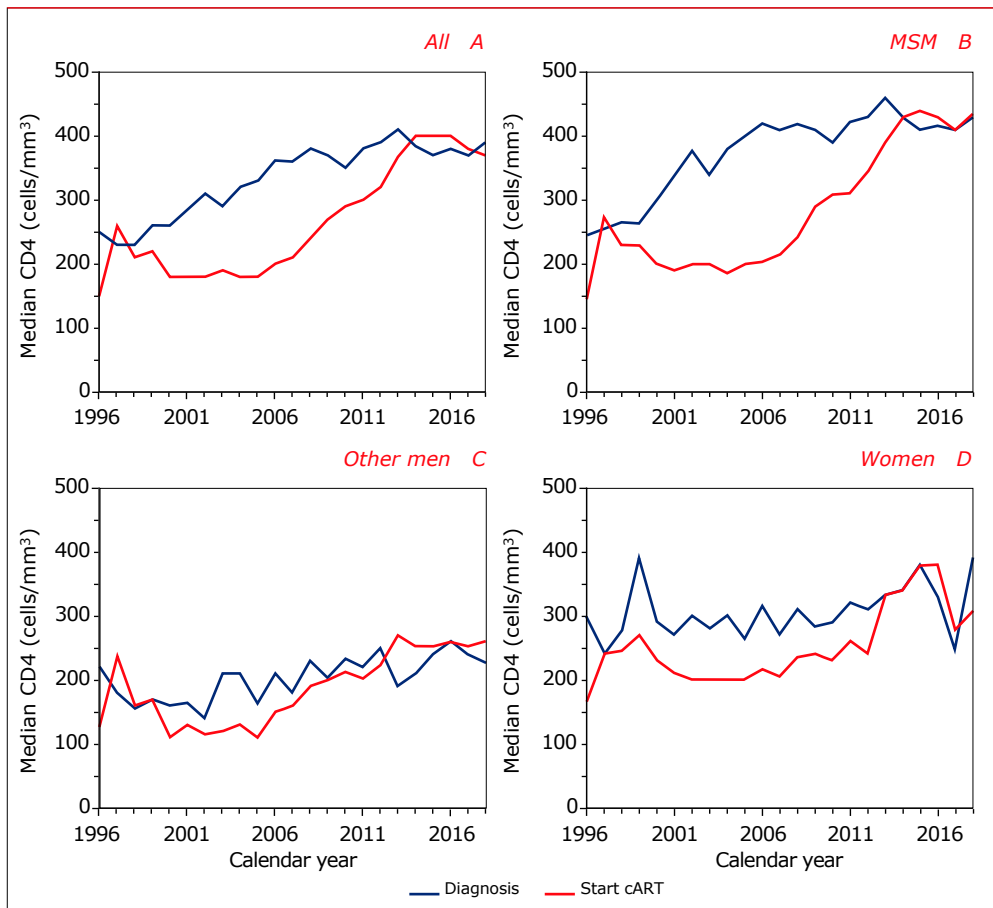 All A
Median CD4 (cells/mm³)
500
400
300
200
100
0
1996 2001 2006 2011 2016
MSM B
Median CD4 (cells/mm³)
500
400
300
200
100
0
1996 2001 2006 2011 2016
Other men C
Median CD4 (cells/mm³)
500
400
300
200
100
0
1996 2001 2006 2011 2016
Calendar year
Women D
Median CD4 (cells/mm³)
500
400
300
200
100
0
1996 2001 2006 2011 2016
Calendar year
Diagnosis Start cART